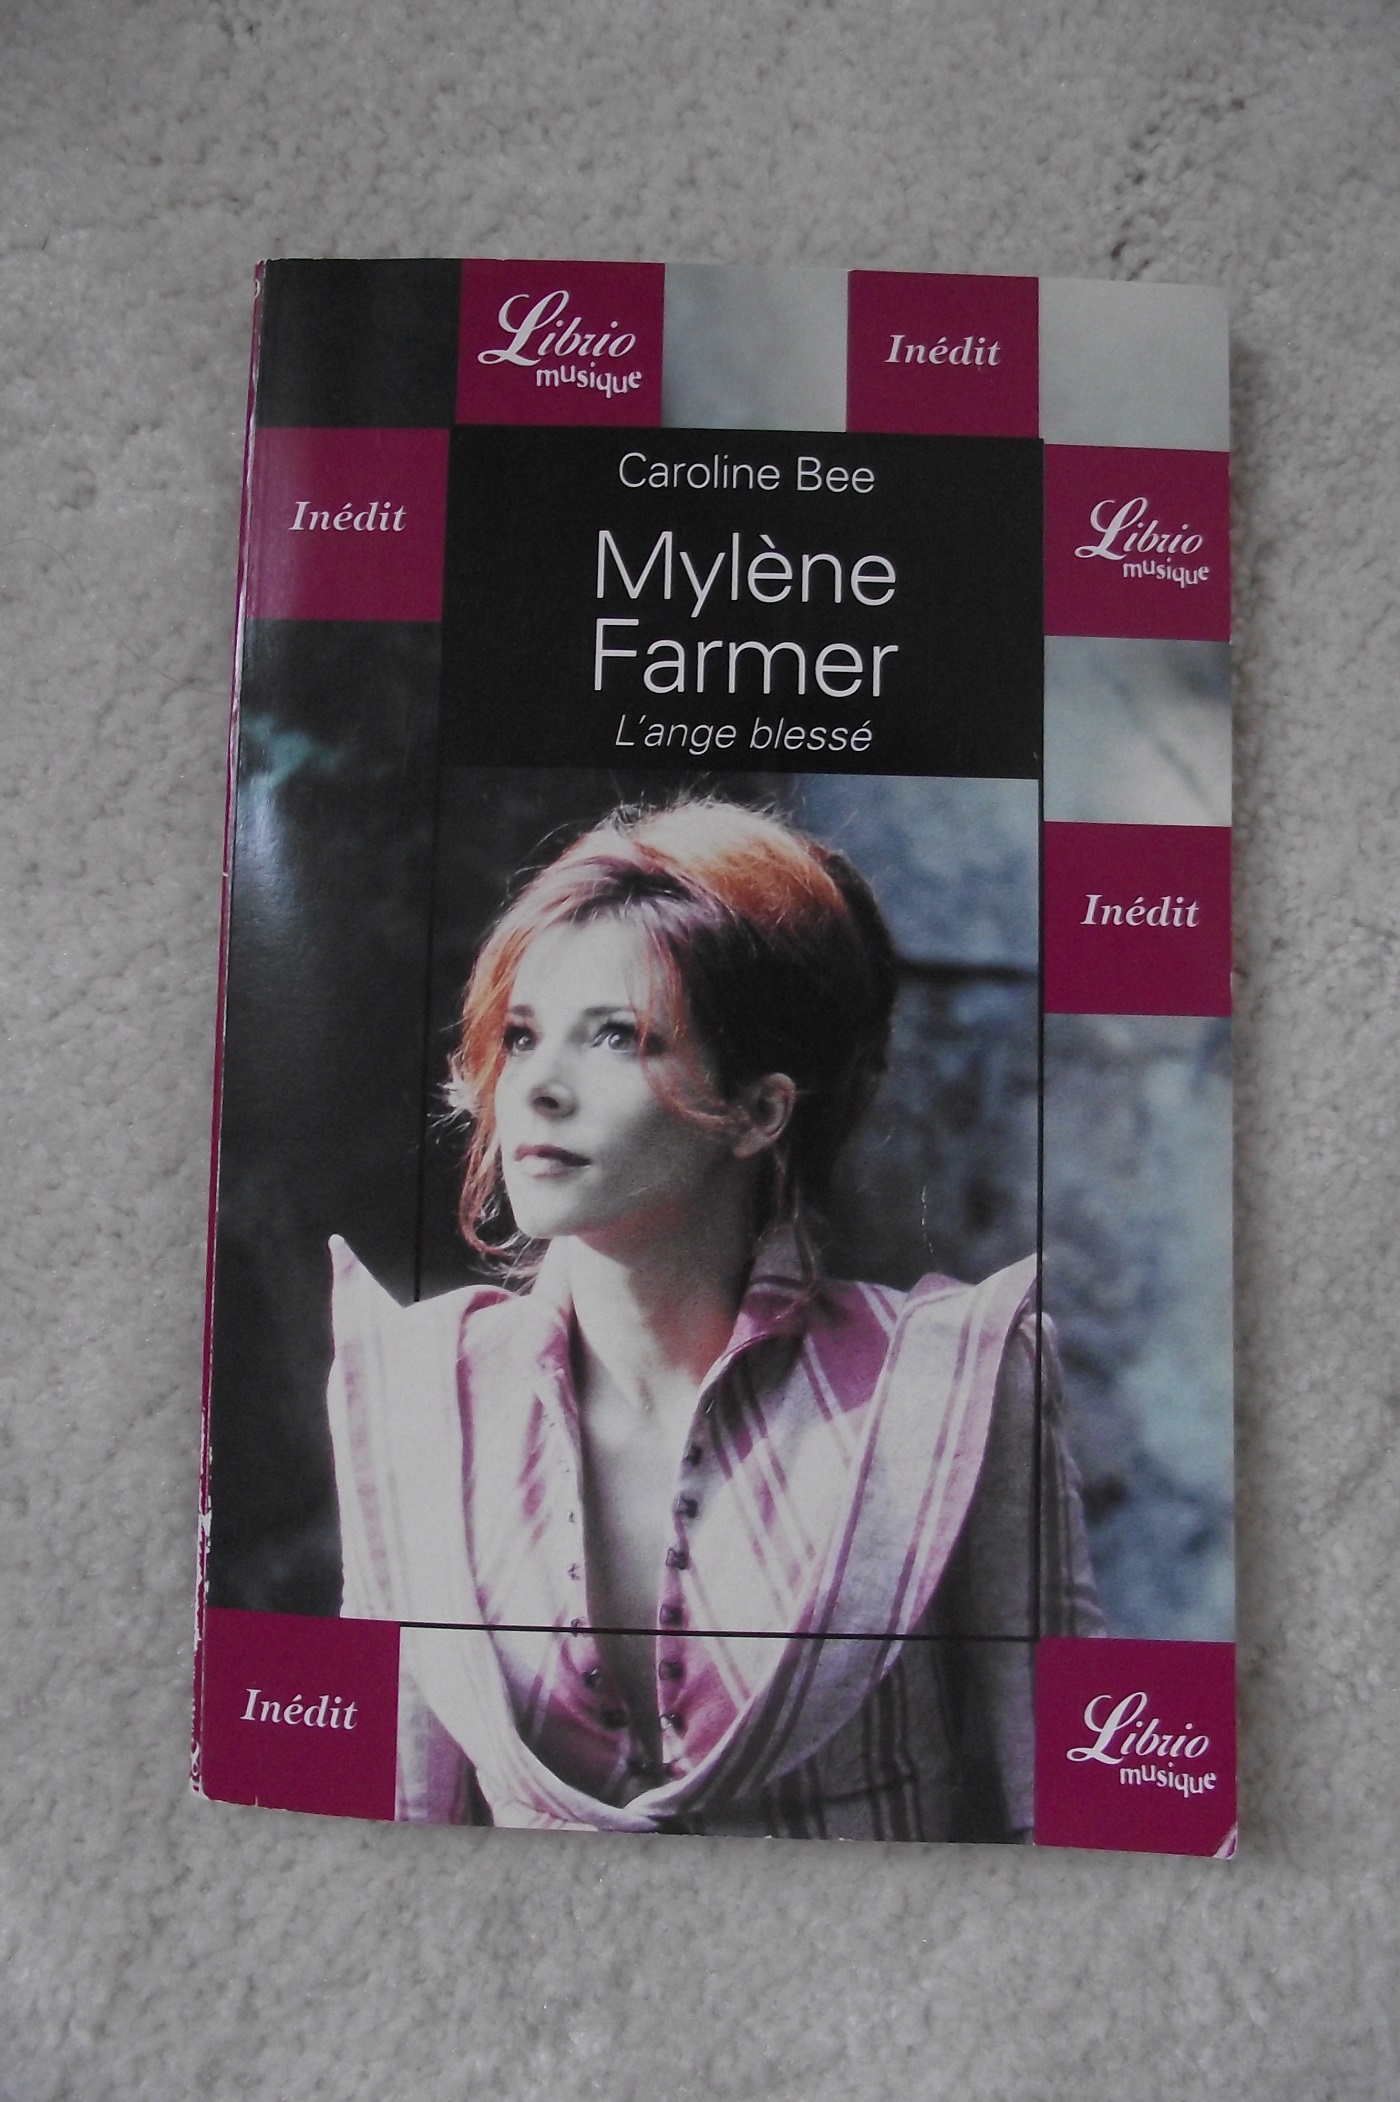 Librio
musique
Inédit
Inédit
Caroline Bee
Mylène
Farmer
L'ange blessé
Librio
musique
Inédit
Inédit
Librio
musique